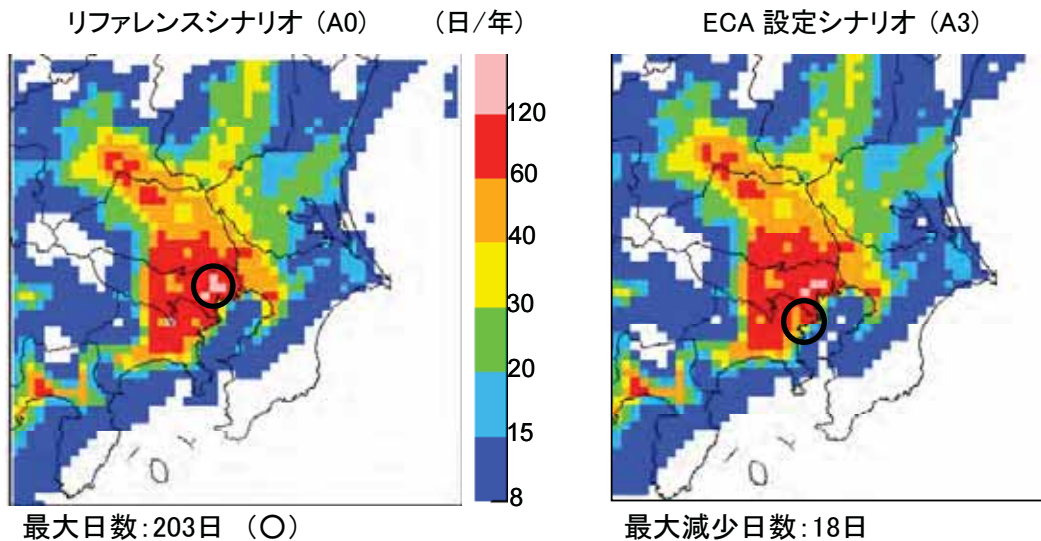 リファレンスシナリオ (A0)
(日/年)
ECA 設定シナリオ (A3)
120
60
40
30
20
15
8
最大日数:203日 (○)
最大減少日数:18日